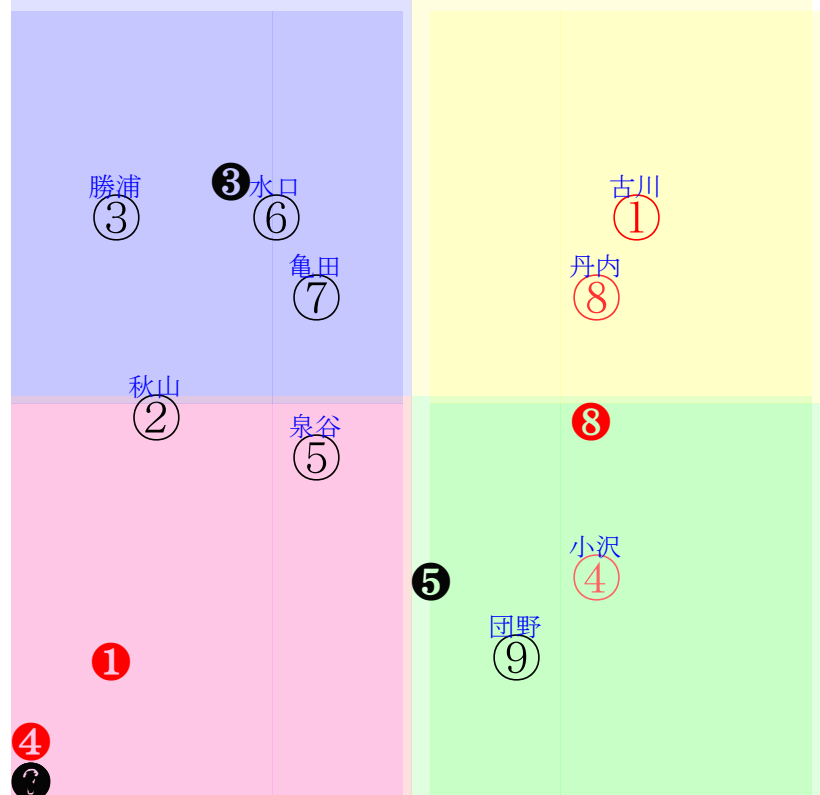 勝浦
③
❸
水口
⑥
古川
①
亀田
⑦
丹内
⑧
秋山
②
泉谷
⑤
❽
小沢
④
❺
団野
⑨
❶
❹